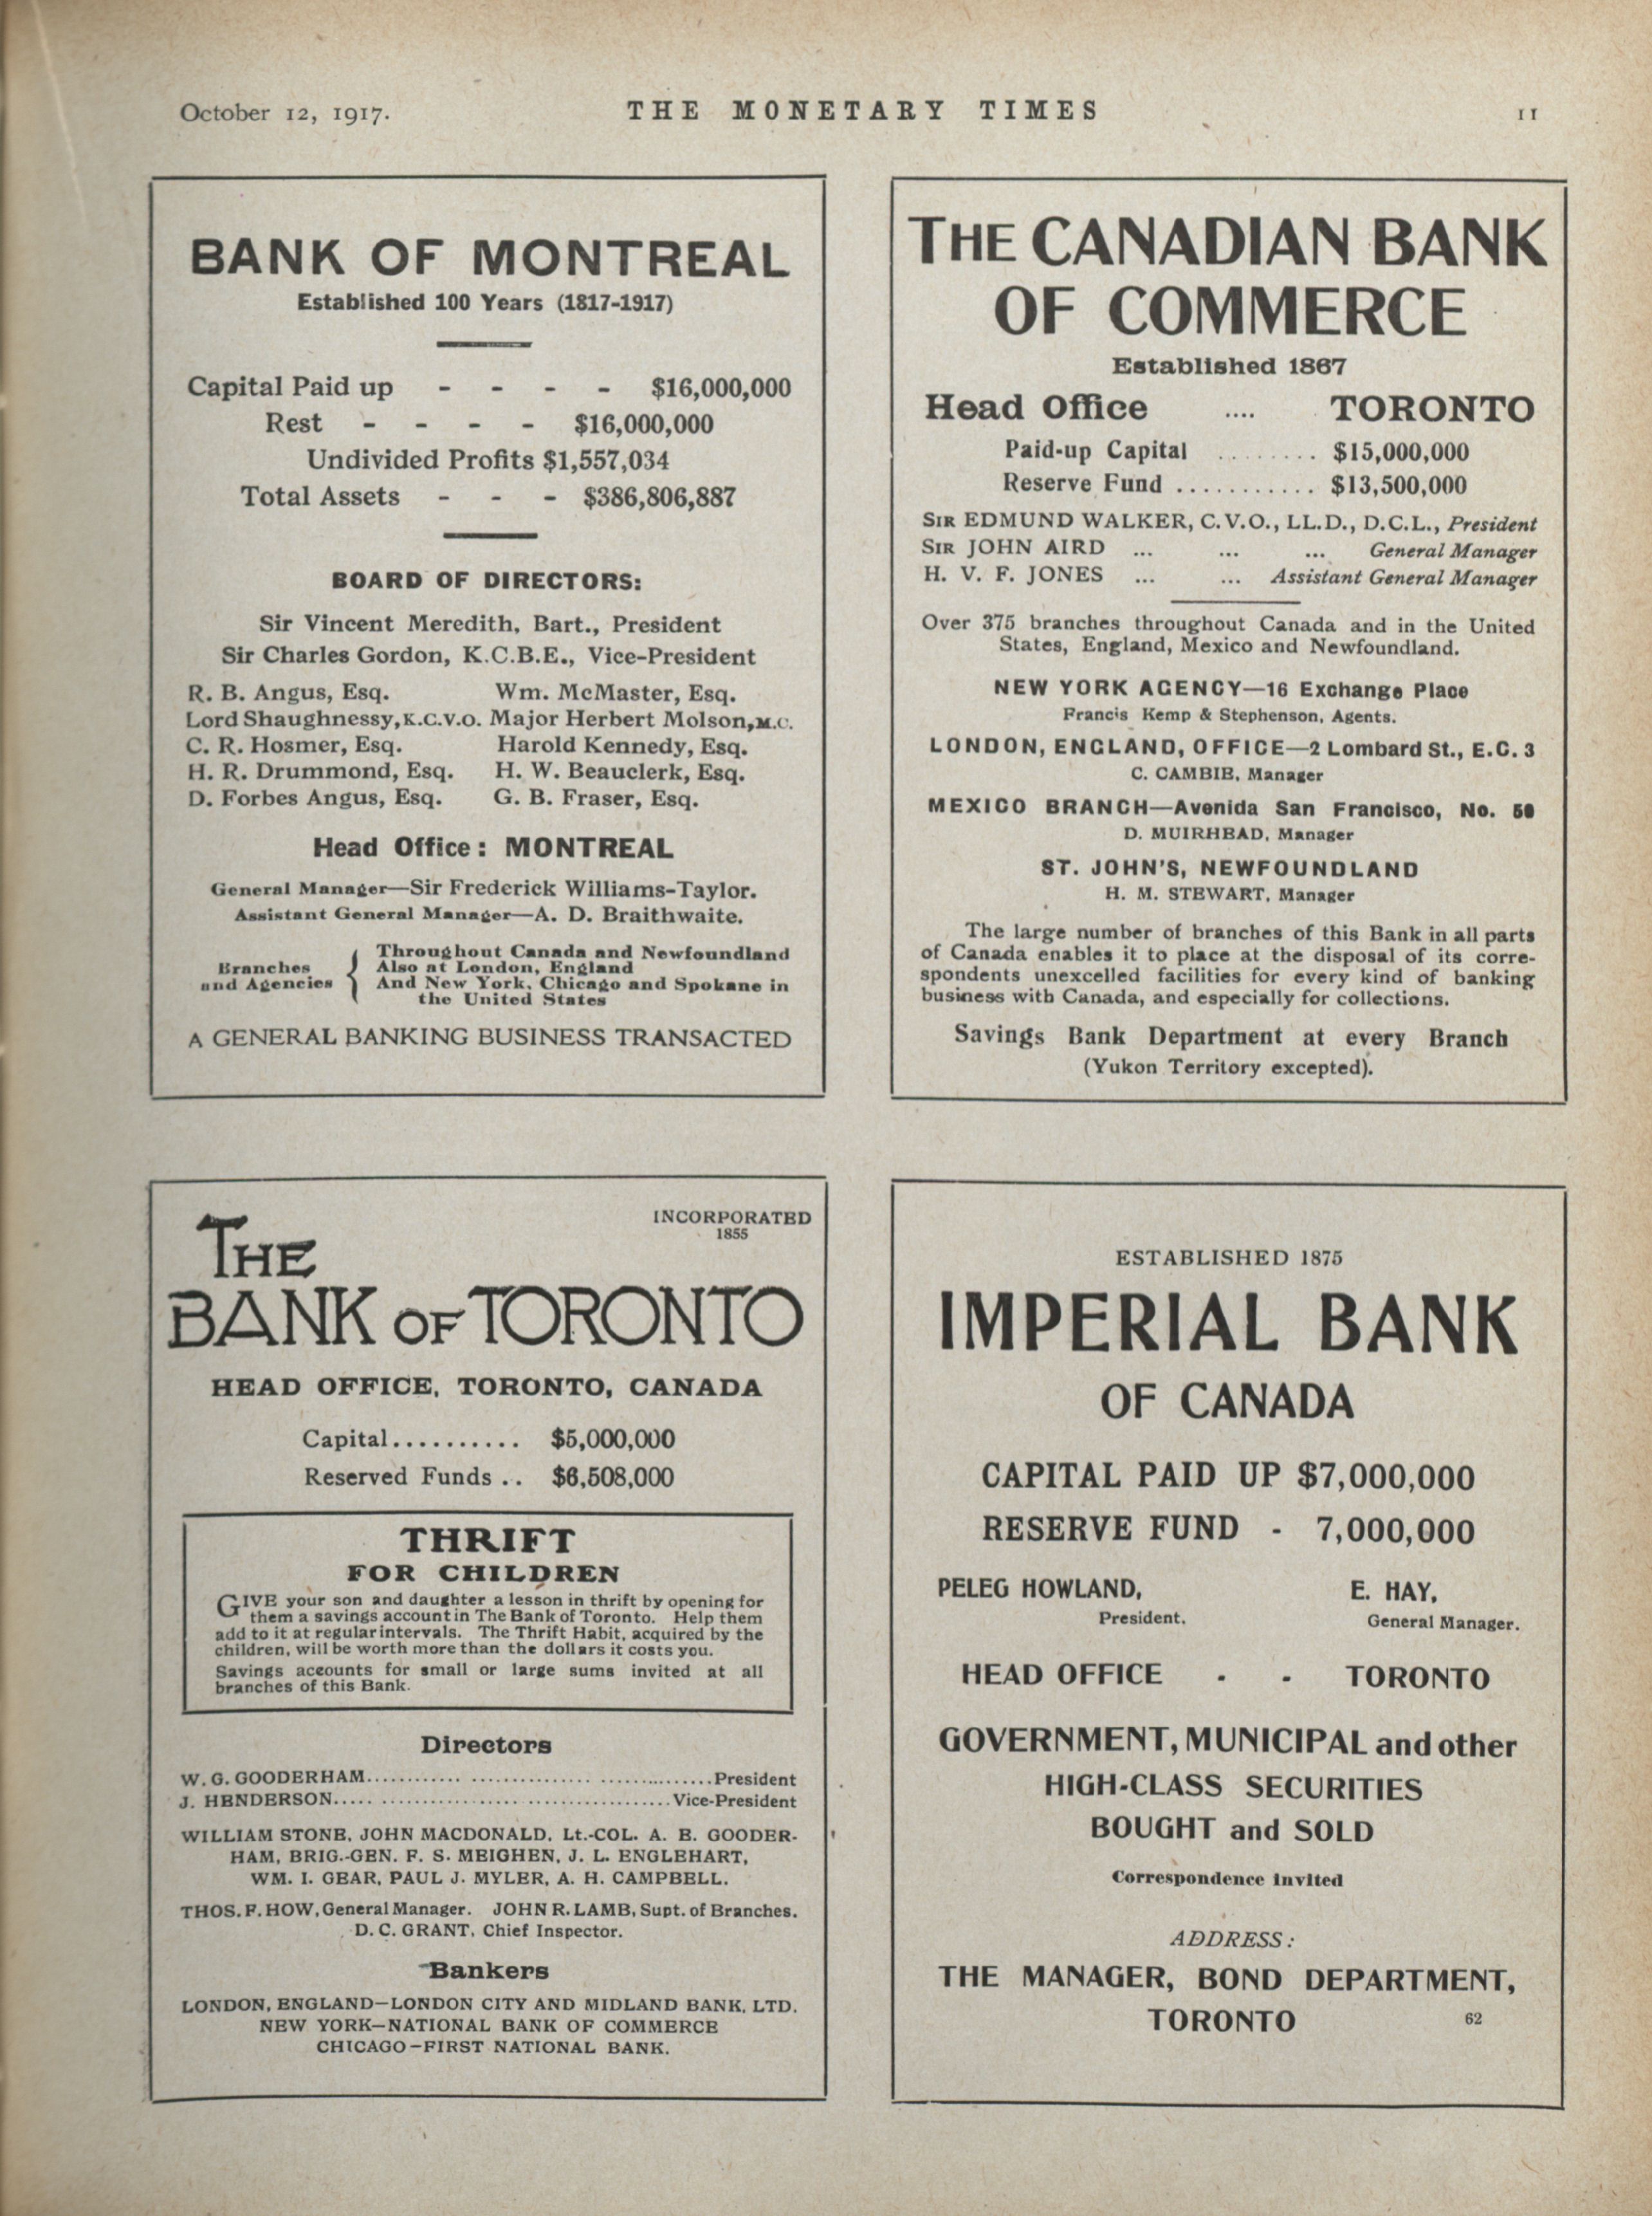 October 12, 1917.
THE MONETARY TIMES
11
BANK OF MONTREAL
Established 100 Years (1817-1917)
Capital Paid up - - - - $16,000,000
Rest - - - - $16,000,000
Undivided Profits $1,557,034
Total Assets - - - $386,806,887
BOARD OF DIRECTORS:
Sir Vincent Meredith, Bart., President
Sir Charles Gordon, K.C.B.E., Vice-President
R. B. Angus, Esq. Wm. McMaster, Esq.
Lord Shaughnessy, K.C.V.O. Major Herbert Molson, M.C.
C. R. Hosmer, Esq. Harold Kennedy, Esq.
H. R. Drummond, Esq. H. W. Beauclerk, Esq.
D. Forbes Angus, Esq. G. B. Fraser, Esq.
Head Office: MONTREAL
General Manager—Sir Frederick Williams-Taylor.
Assistant General Manager—A. D. Braithwaite.
Branches and Agencies
Throughout Canada and Newfoundland
Also at London, England
And New York, Chicago and Spokane in
the United States
A GENERAL BANKING BUSINESS TRANSACTED
THE CANADIAN BANK
OF COMMERCE
Established 1867
Head Office .... TORONTO
Paid-up Capital ........ $15,000,000
Reserve Fund ........... $13,500,000
SIR EDMUND WALKER, C.V.O., LL.D., D.C.L., President
SIR JOHN AIRD ... ... ... General Manager
H. V. F. JONES ... ... Assistant General Manager
Over 375 branches throughout Canada and in the United
States, England, Mexico and Newfoundland.
NEW YORK AGENCY—16 Exchange Place
Francis Kemp & Stephenson, Agents.
LONDON, ENGLAND, OFFICE—2 Lombard St., E.C. 3
C. CAMBIE, Manager
MEXICO BRANCH—Avenida San Francisco, No. 50
D. MUIRHEAD, Manager
ST. JOHN'S, NEWFOUNDLAND
H. M. STEWART, Manager
The large number of branches of this Bank in all parts
of Canada enables it to place at the disposal of its corre-
spondents unexcelled facilities for every kind of banking
business with Canada, and especially for collections.
Savings Bank Department at every Branch
(Yukon Territory excepted).
INCORPORATED
1855
THE
BANK OF TORONTO
HEAD OFFICE, TORONTO, CANADA
Capital.......... $5,000,000
Reserved Funds .. $6,508,000
THRIFT
FOR CHILDREN
GIVE your son and daughter a lesson in thrift by opening for
them a savings account in The Bank of Toronto. Help them
add to it at regular intervals. The Thrift Habit, acquired by the
children, will be worth more than the dollars it costs you.
Savings accounts for small or large sums invited at all
branches of this Bank.
Directors
W. G. GOODERHAM........................................President
J. HENDERSON........................................Vice-President
WILLIAM STONE, JOHN MACDONALD, Lt.-COL. A. E. GOODER-
HAM, BRIG.-GEN. F. S. MEIGHEN, J. L. ENGLEHART,
WM. I. GEAR, PAUL J. MYLER, A. H. CAMPBELL.
THOS. F. HOW, General Manager. JOHN R. LAMB, Supt. of Branches.
D. C. GRANT, Chief Inspector.
Bankers
LONDON, ENGLAND—LONDON CITY AND MIDLAND BANK, LTD.
NEW YORK—NATIONAL BANK OF COMMERCE
CHICAGO—FIRST NATIONAL BANK.
ESTABLISHED 1875
IMPERIAL BANK
OF CANADA
CAPITAL PAID UP $7,000,000
RESERVE FUND - 7,000,000
PELEG HOWLAND, E. HAY,
President. General Manager.
HEAD OFFICE - - TORONTO
GOVERNMENT, MUNICIPAL and other
HIGH-CLASS SECURITIES
BOUGHT and SOLD
Correspondence Invited
ADDRESS:
THE MANAGER, BOND DEPARTMENT,
TORONTO 62